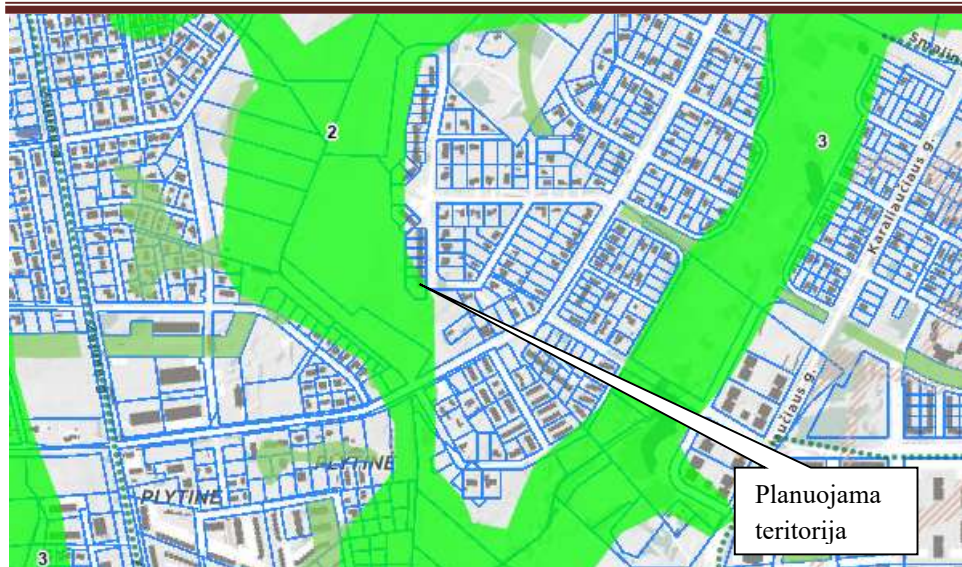 2
3
Karaliaučiaus g.
PLYTINĖ
PLYTINĖ
3
Planuojama
teritorija